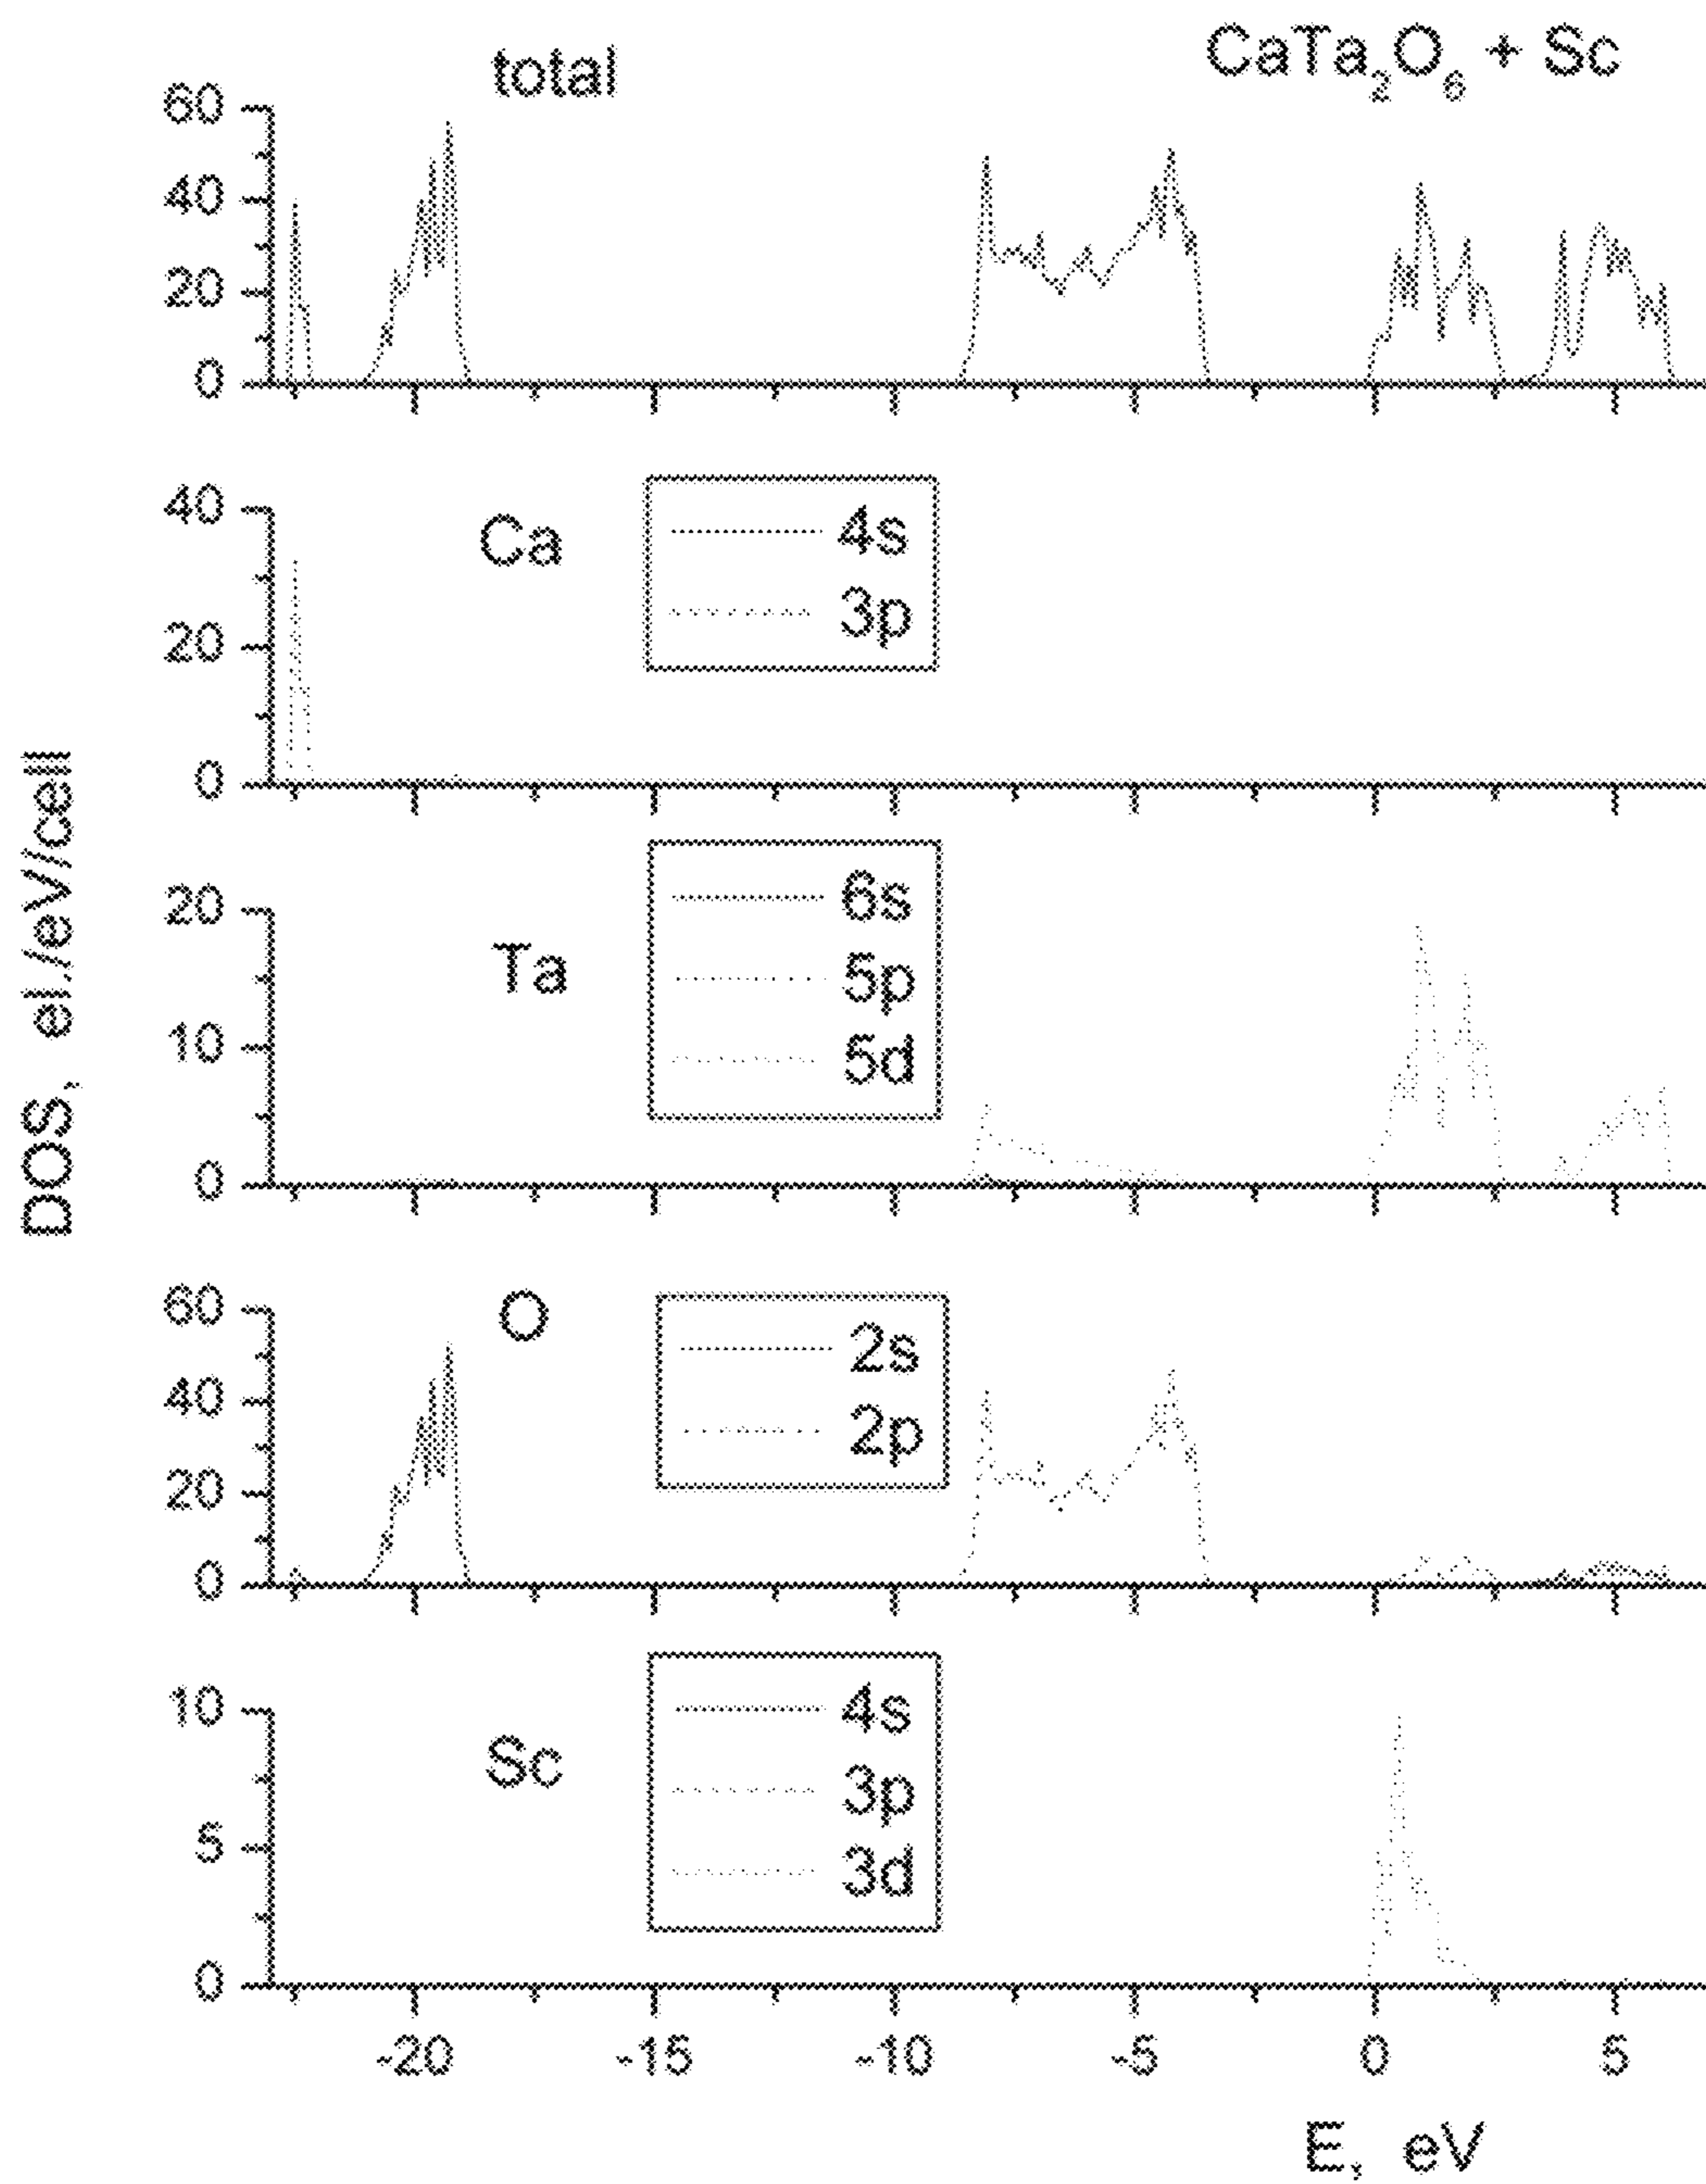 total
CaTa₂O₆ + Sc
60
40
20
0
Ca
4s
3p
40
20
0
DOS, el./eV/cell
Ta
6s
5p
5d
20
10
0
O
2s
2p
60
40
20
0
Sc
4s
3p
3d
10
5
0
-20 -15 -10 -5 0 5
E, eV